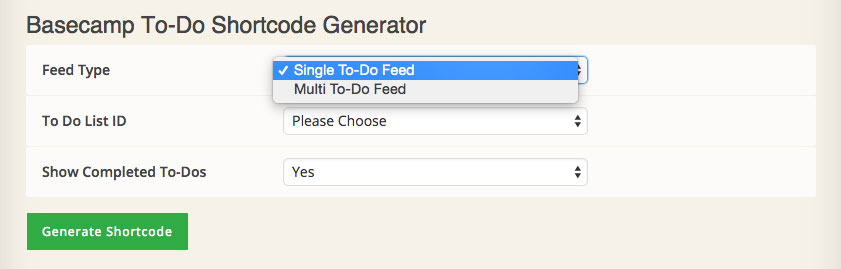 Basecamp To-Do Shortcode Generator
Feed Type
✓ Single To-Do Feed
Multi To-Do Feed
To Do List ID
Please Choose
Show Completed To-Dos
Yes
Generate Shortcode